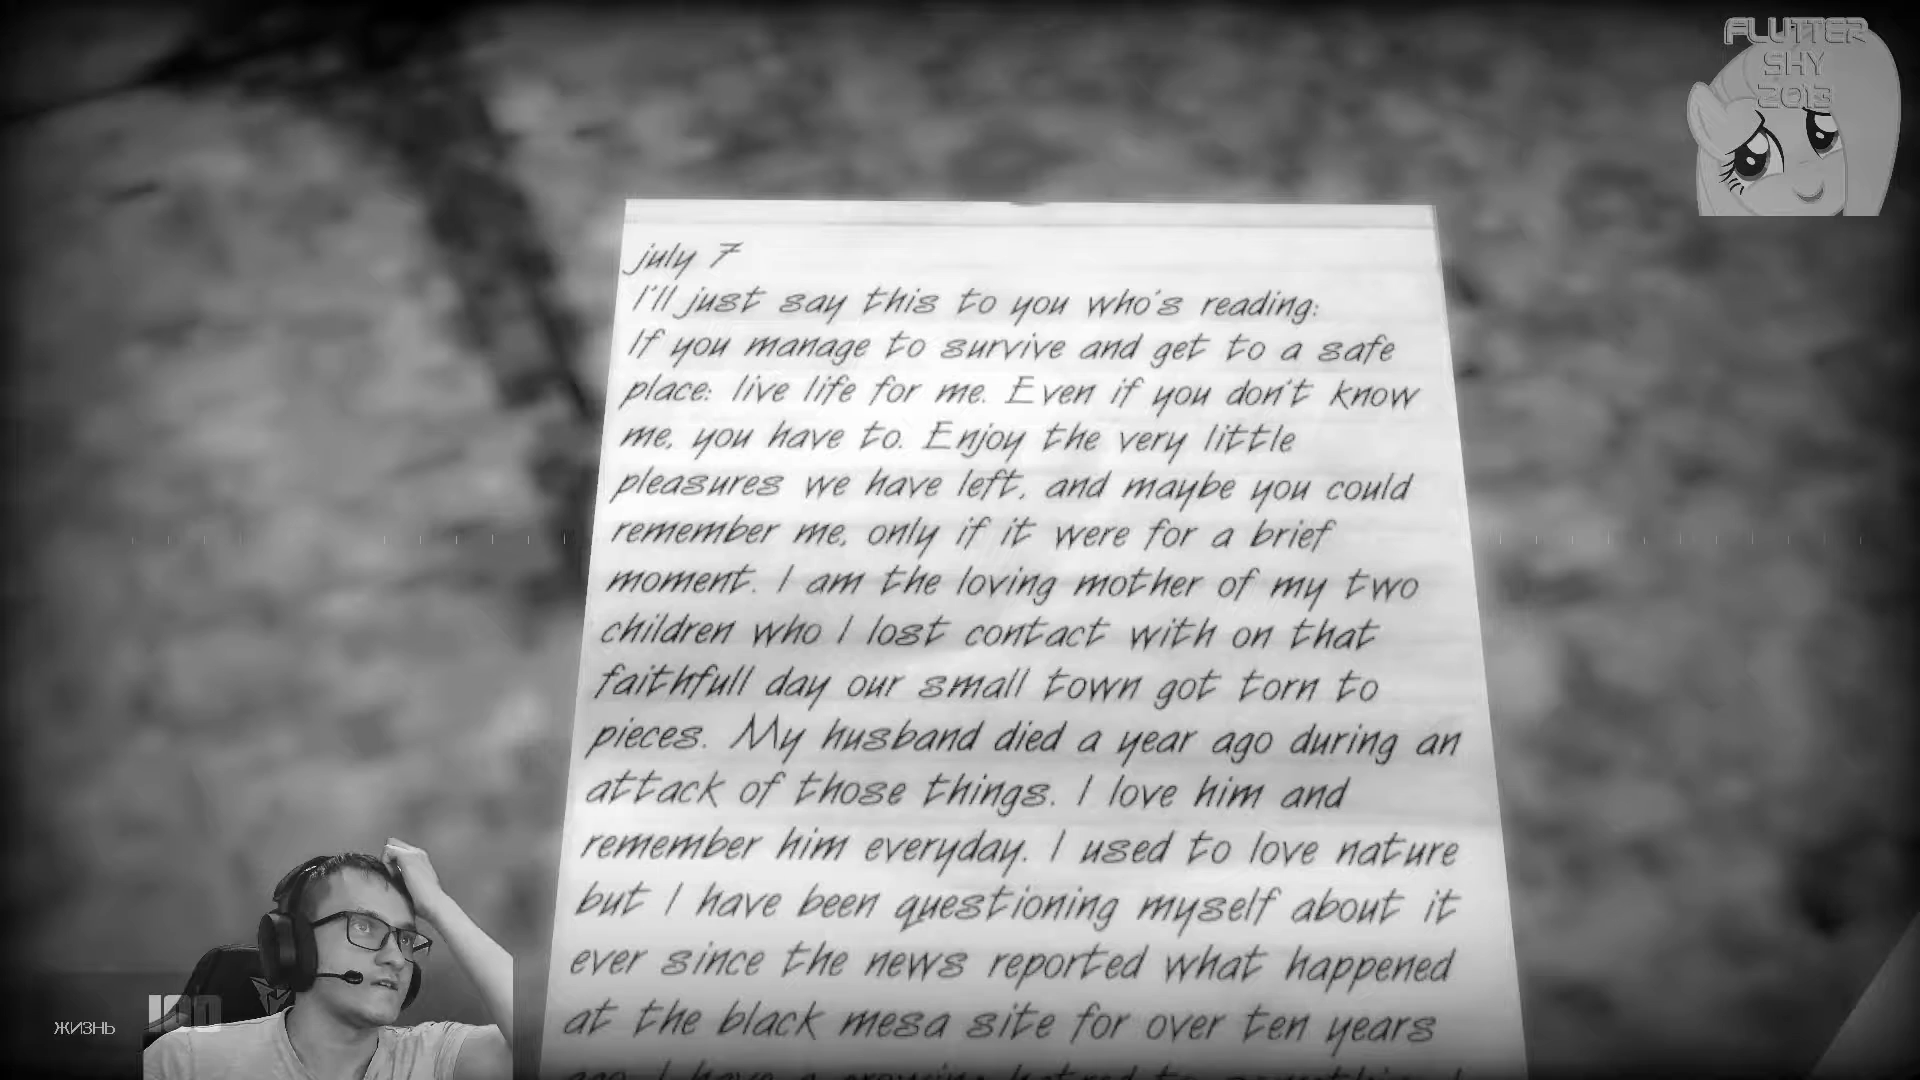 FLUTTER
SHY
2013
july 7
I'll just say this to you who's reading:
If you manage to survive and get to a safe
place: live life for me. Even if you don't know
me, you have to. Enjoy the very little
pleasures we have left, and maybe you could
remember me, only if it were for a brief
moment. I am the loving mother of my two
children who I lost contact with on that
faithfull day our small town got torn to
pieces. My husband died a year ago during an
attack of those things. I love him and
remember him everyday. I used to love nature
but I have been questioning myself about it
ever since the news reported what happened
at the black mesa site for over ten years
ago. I have a growing hatred to
ЖИЗНЬ
100